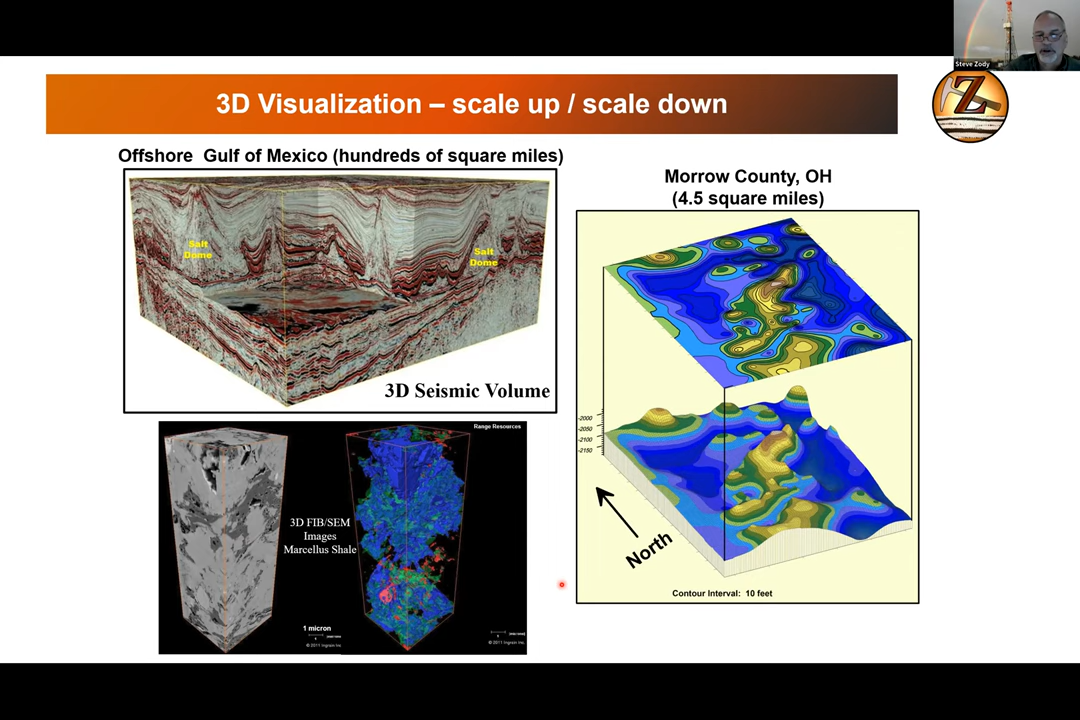 Steve Zody
Z
3D Visualization – scale up / scale down
Offshore Gulf of Mexico (hundreds of square miles)
Salt
Dome
Salt
Dome
3D Seismic Volume
Morrow County, OH
(4.5 square miles)
-2000
-2050
-2100
-2150
North
Contour Interval: 10 feet
Range Resources
3D FIB/SEM
Images
Marcellus Shale
1 micron
1
© 2011 Ingrain Inc
© 2011 Ingrain Inc.